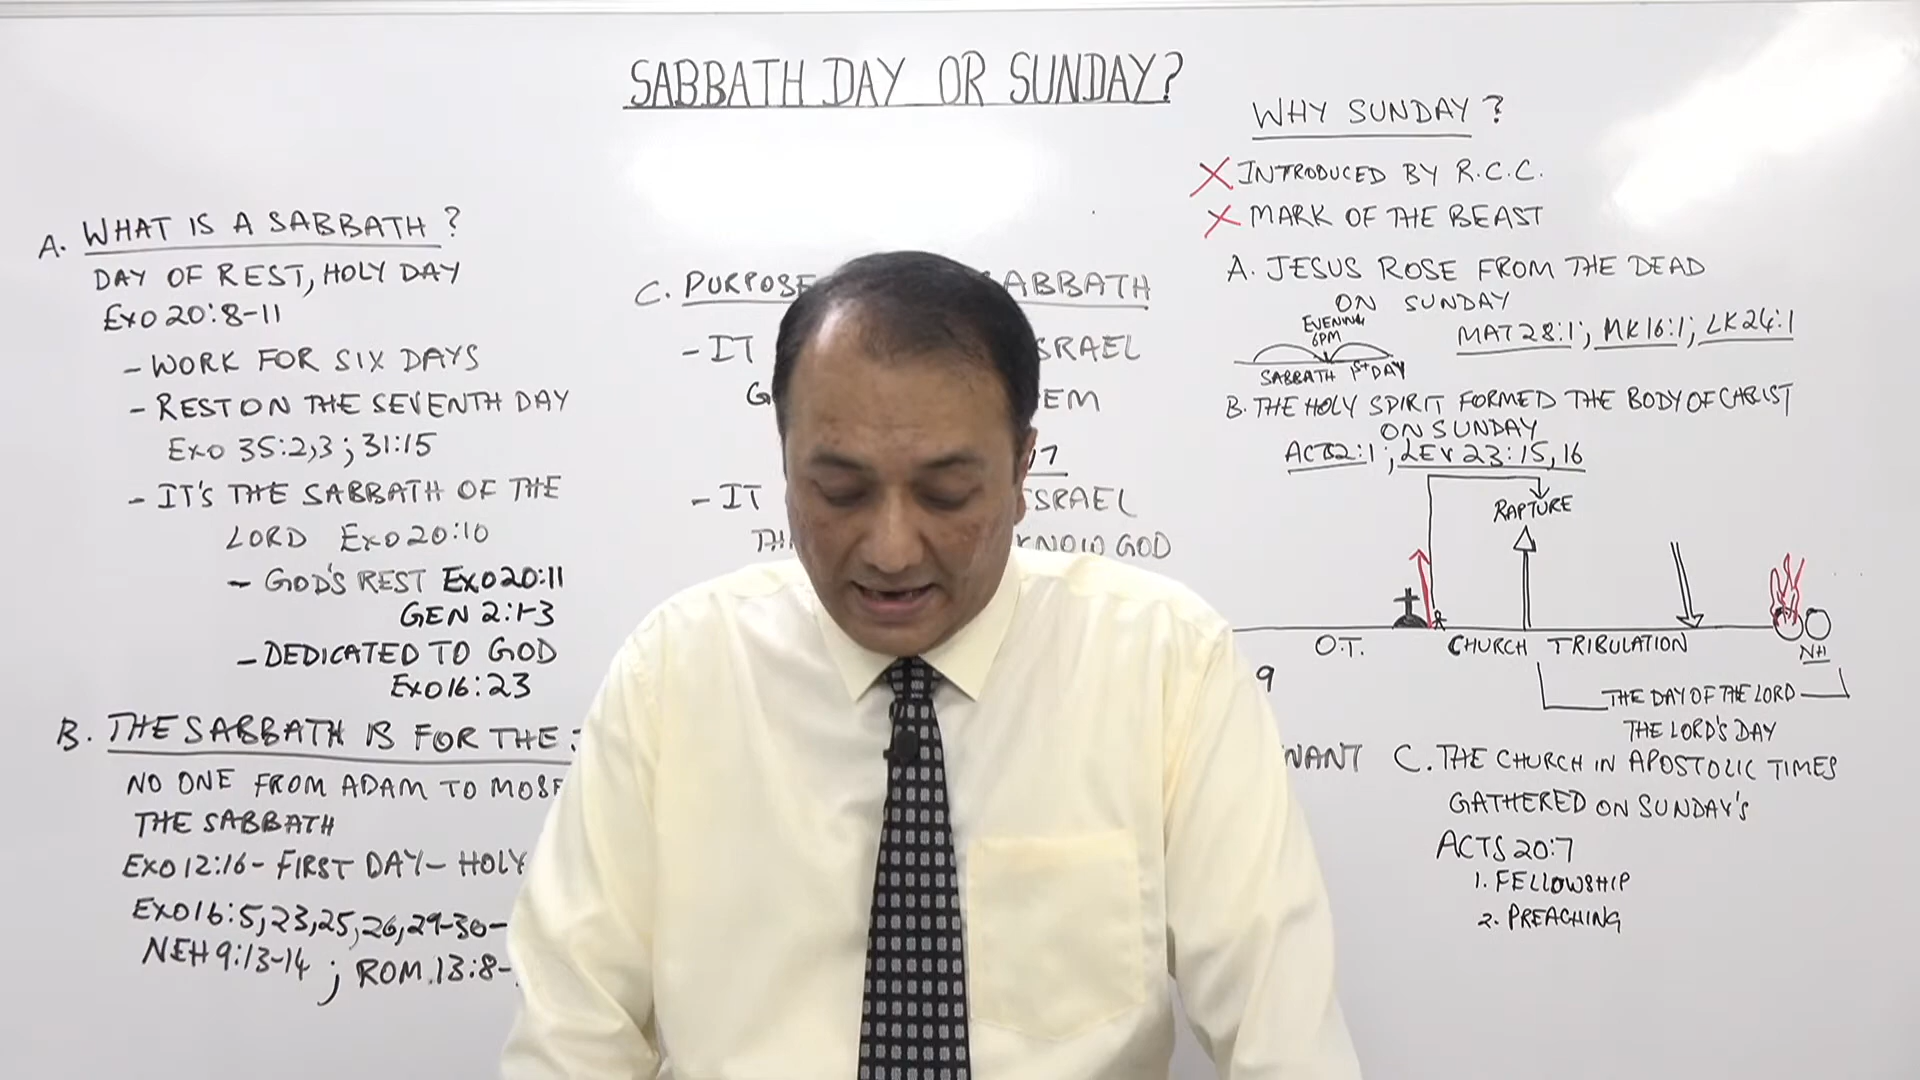 SABBATH DAY OR SUNDAY?
A. WHAT IS A SABBATH?
DAY OF REST, HOLY DAY
EXO 20:8-11
- WORK FOR SIX DAYS
- REST ON THE SEVENTH DAY
EXO 35:2,3 ; 31:15
- IT'S THE SABBATH OF THE
LORD EXO 20:10
- GOD'S REST EXO 20:11
GEN 2:1-3
- DEDICATED TO GOD
EXO 16:23
B. THE SABBATH IS FOR THE
NO ONE FROM ADAM TO
THE SABBATH
EXO 12:16 - FIRST DAY - HOLY
EXO 16:5,23,25,26,29-30-
NEH 9:13-14 ; ROM.13:8-
C. PURPOSE SABBATH
- IT ISRAEL
- IT ISRAEL
KNOW GOD
WHY SUNDAY?
X INTRODUCED BY R.C.C.
X MARK OF THE BEAST
A. JESUS ROSE FROM THE DEAD
ON SUNDAY
EVENING
6PM
MAT 28:1; MK 16:1; LK 24:1
SABBATH 1ST DAY
B. THE HOLY SPIRIT FORMED THE BODY OF CHRIST
ON SUNDAY
ACTS 2:1 ; LEV 23:15,16
RAPTURE
O.T. CHURCH TRIBULATION NH
9
THE DAY OF THE LORD
THE LORD'S DAY
C. THE CHURCH IN APOSTOLIC TIMES
GATHERED ON SUNDAY'S
ACTS 20:7
1. FELLOWSHIP
2. PREACHING